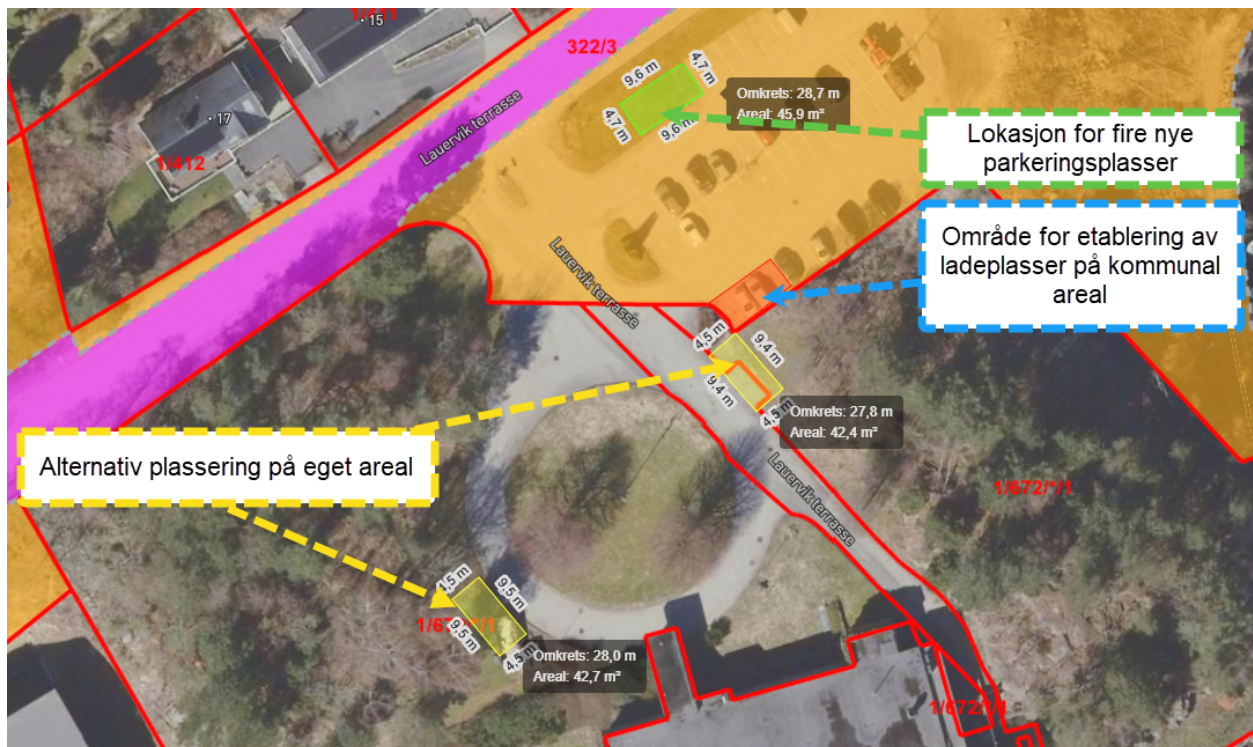 1/411
15
322/3
9,6 m
4,7 m
4,7 m
9,6 m
Omkrets: 28,7 m
Areal: 45,9 m²
Lauervik terrasse
17
1/412
Lokasjon for fire nye
parkeringsplasser
Område for etablering av
ladeplasser på kommunal
areal
Lauervik terrasse
4,5 m
9,4 m
9,4 m
4,5 m
Omkrets: 27,8 m
Areal: 42,4 m²
Alternativ plassering på eget areal
Lauervik terrasse
1/672/*/1
4,5 m
9,5 m
9,5 m
4,5 m
Omkrets: 28,0 m
Areal: 42,7 m²